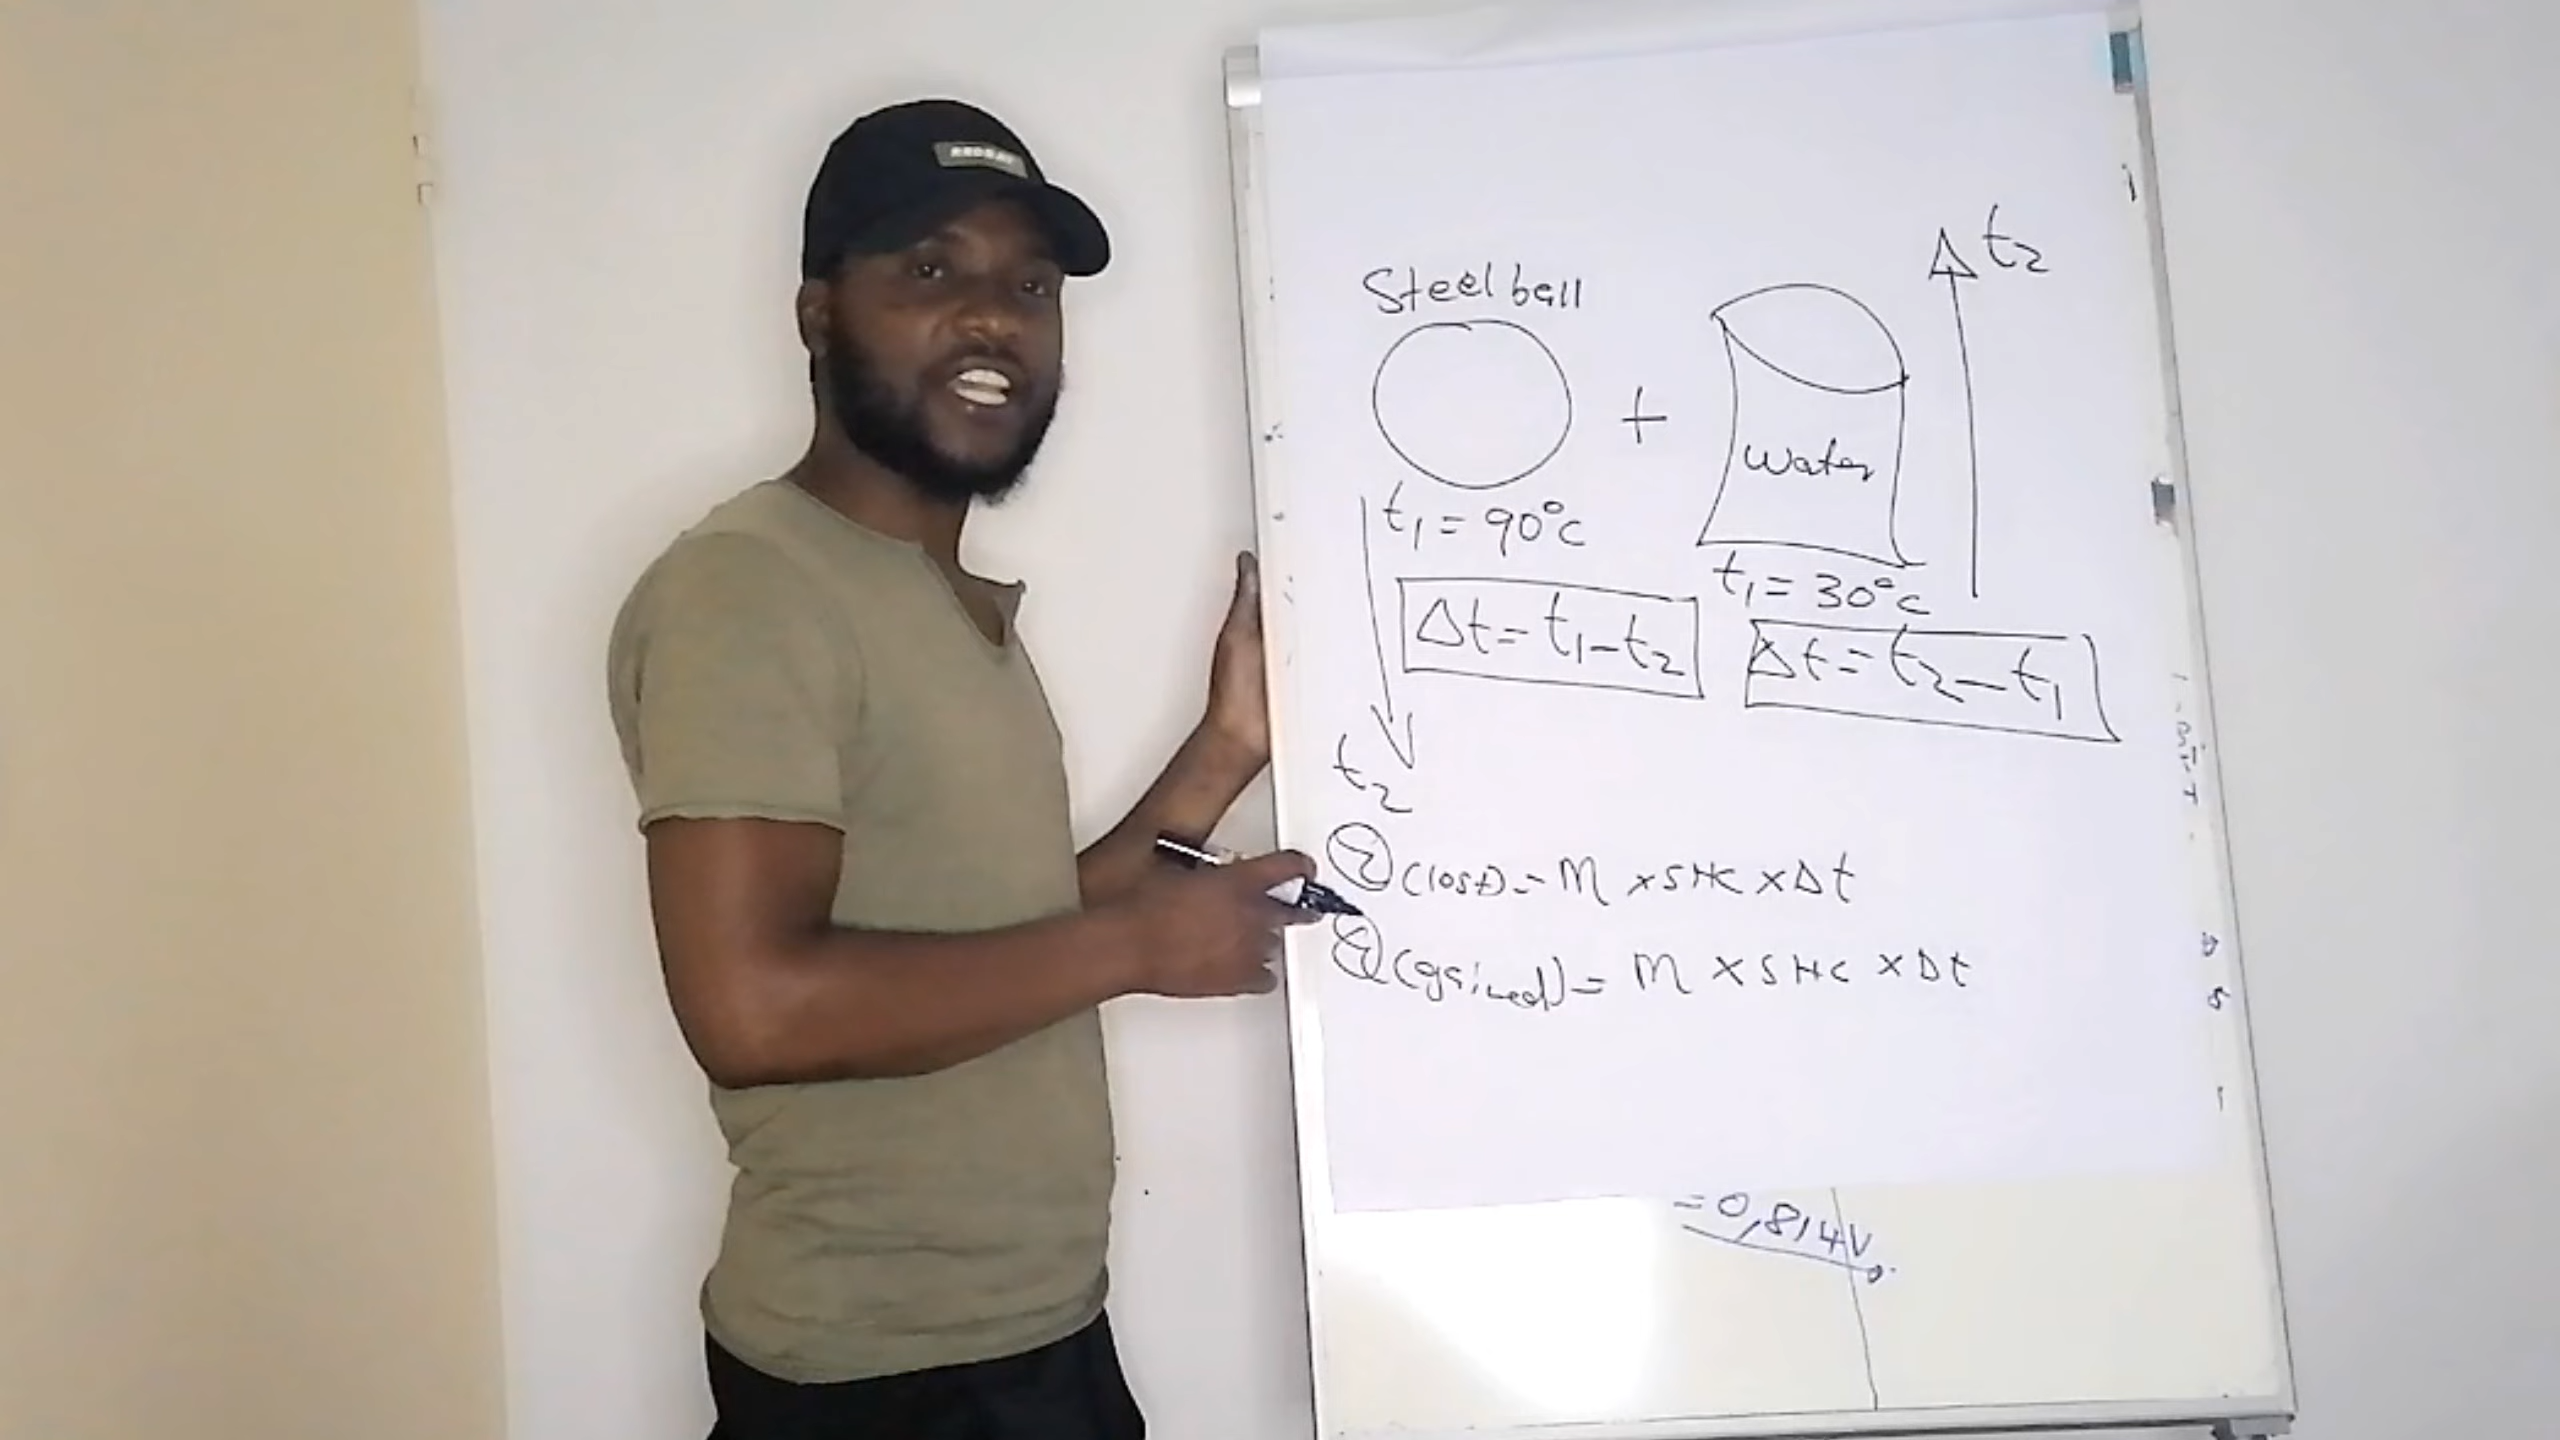 t₂
Steel ball
+
water
t₁ = 90°c
t₁ = 30°c
Δt = t₁ - t₂
Δt = t₂ - t₁
t₂
(lost) = m × SHC × Δt
(gained) = m × SHC × Δt
= 0,814V